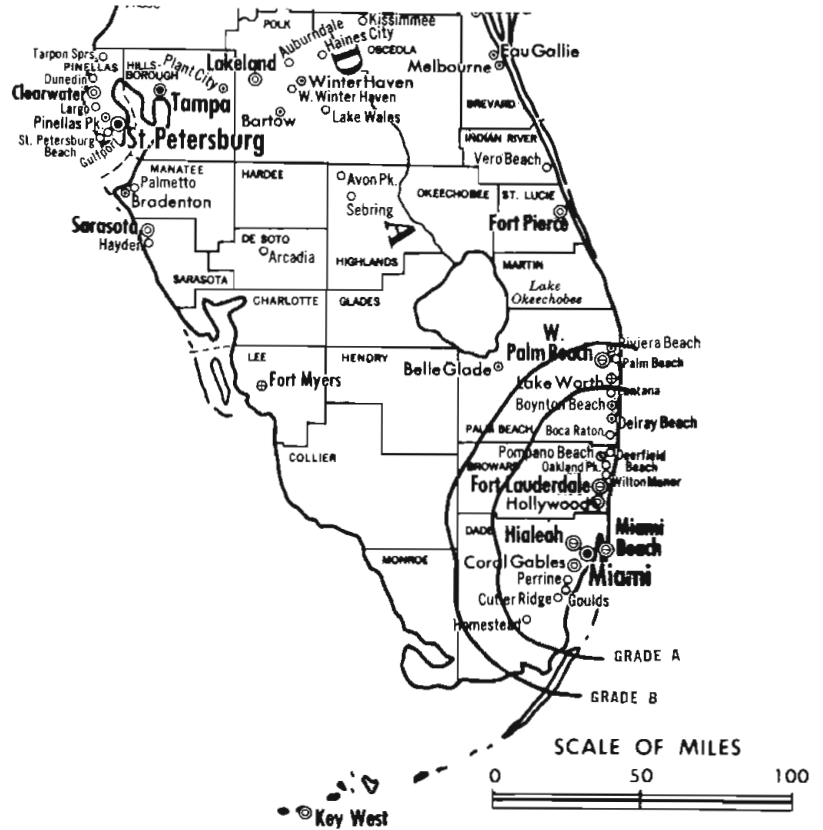 POLK
Kissimmee
Auburndale
Haines City
OSCEOLA
D
Tarpon Sprs.
PINELLAS
HILLS-
BOROUGH
Plant City
Lakeland
Eau Gallie
Melbourne
Dunedin
Clearwater
Tampa
Winter Haven
W. Winter Haven
BREVARD
Largo
Bartow
Lake Wales
Pinellas Pk.
St. Petersburg
St. Petersburg
Beach
Gulfport
INDIAN RIVER
Vero Beach
MANATEE
HARDEE
Palmetto
Bradenton
Avon Pk.
Sebring
OKEECHOBEE
ST. LUCIE
Sarasota
Hayden
Fort Pierce
A
DE SOTO
Arcadia
HIGHLANDS
MARTIN
SARASOTA
Lake
Okeechobee
CHARLOTTE
GLADES
W.
Palm Beach
Riviera Beach
Palm Beach
LEE
HENDRY
Belle Glade
Fort Myers
Lake Worth
Lantana
Boynton Beach
Delray Beach
PALM BEACH
Boca Raton
COLLIER
Pompano Beach
Deerfield
Beach
BROWARD
Oakland Pk.
Wilton Manor
Fort Lauderdale
Hollywood
DADE
Hialeah
Miami
Beach
MONROE
Coral Gables
Miami
Perrine
Cutler Ridge
Goulds
Homestead
GRADE A
GRADE B
SCALE OF MILES
0 50 100
Key West